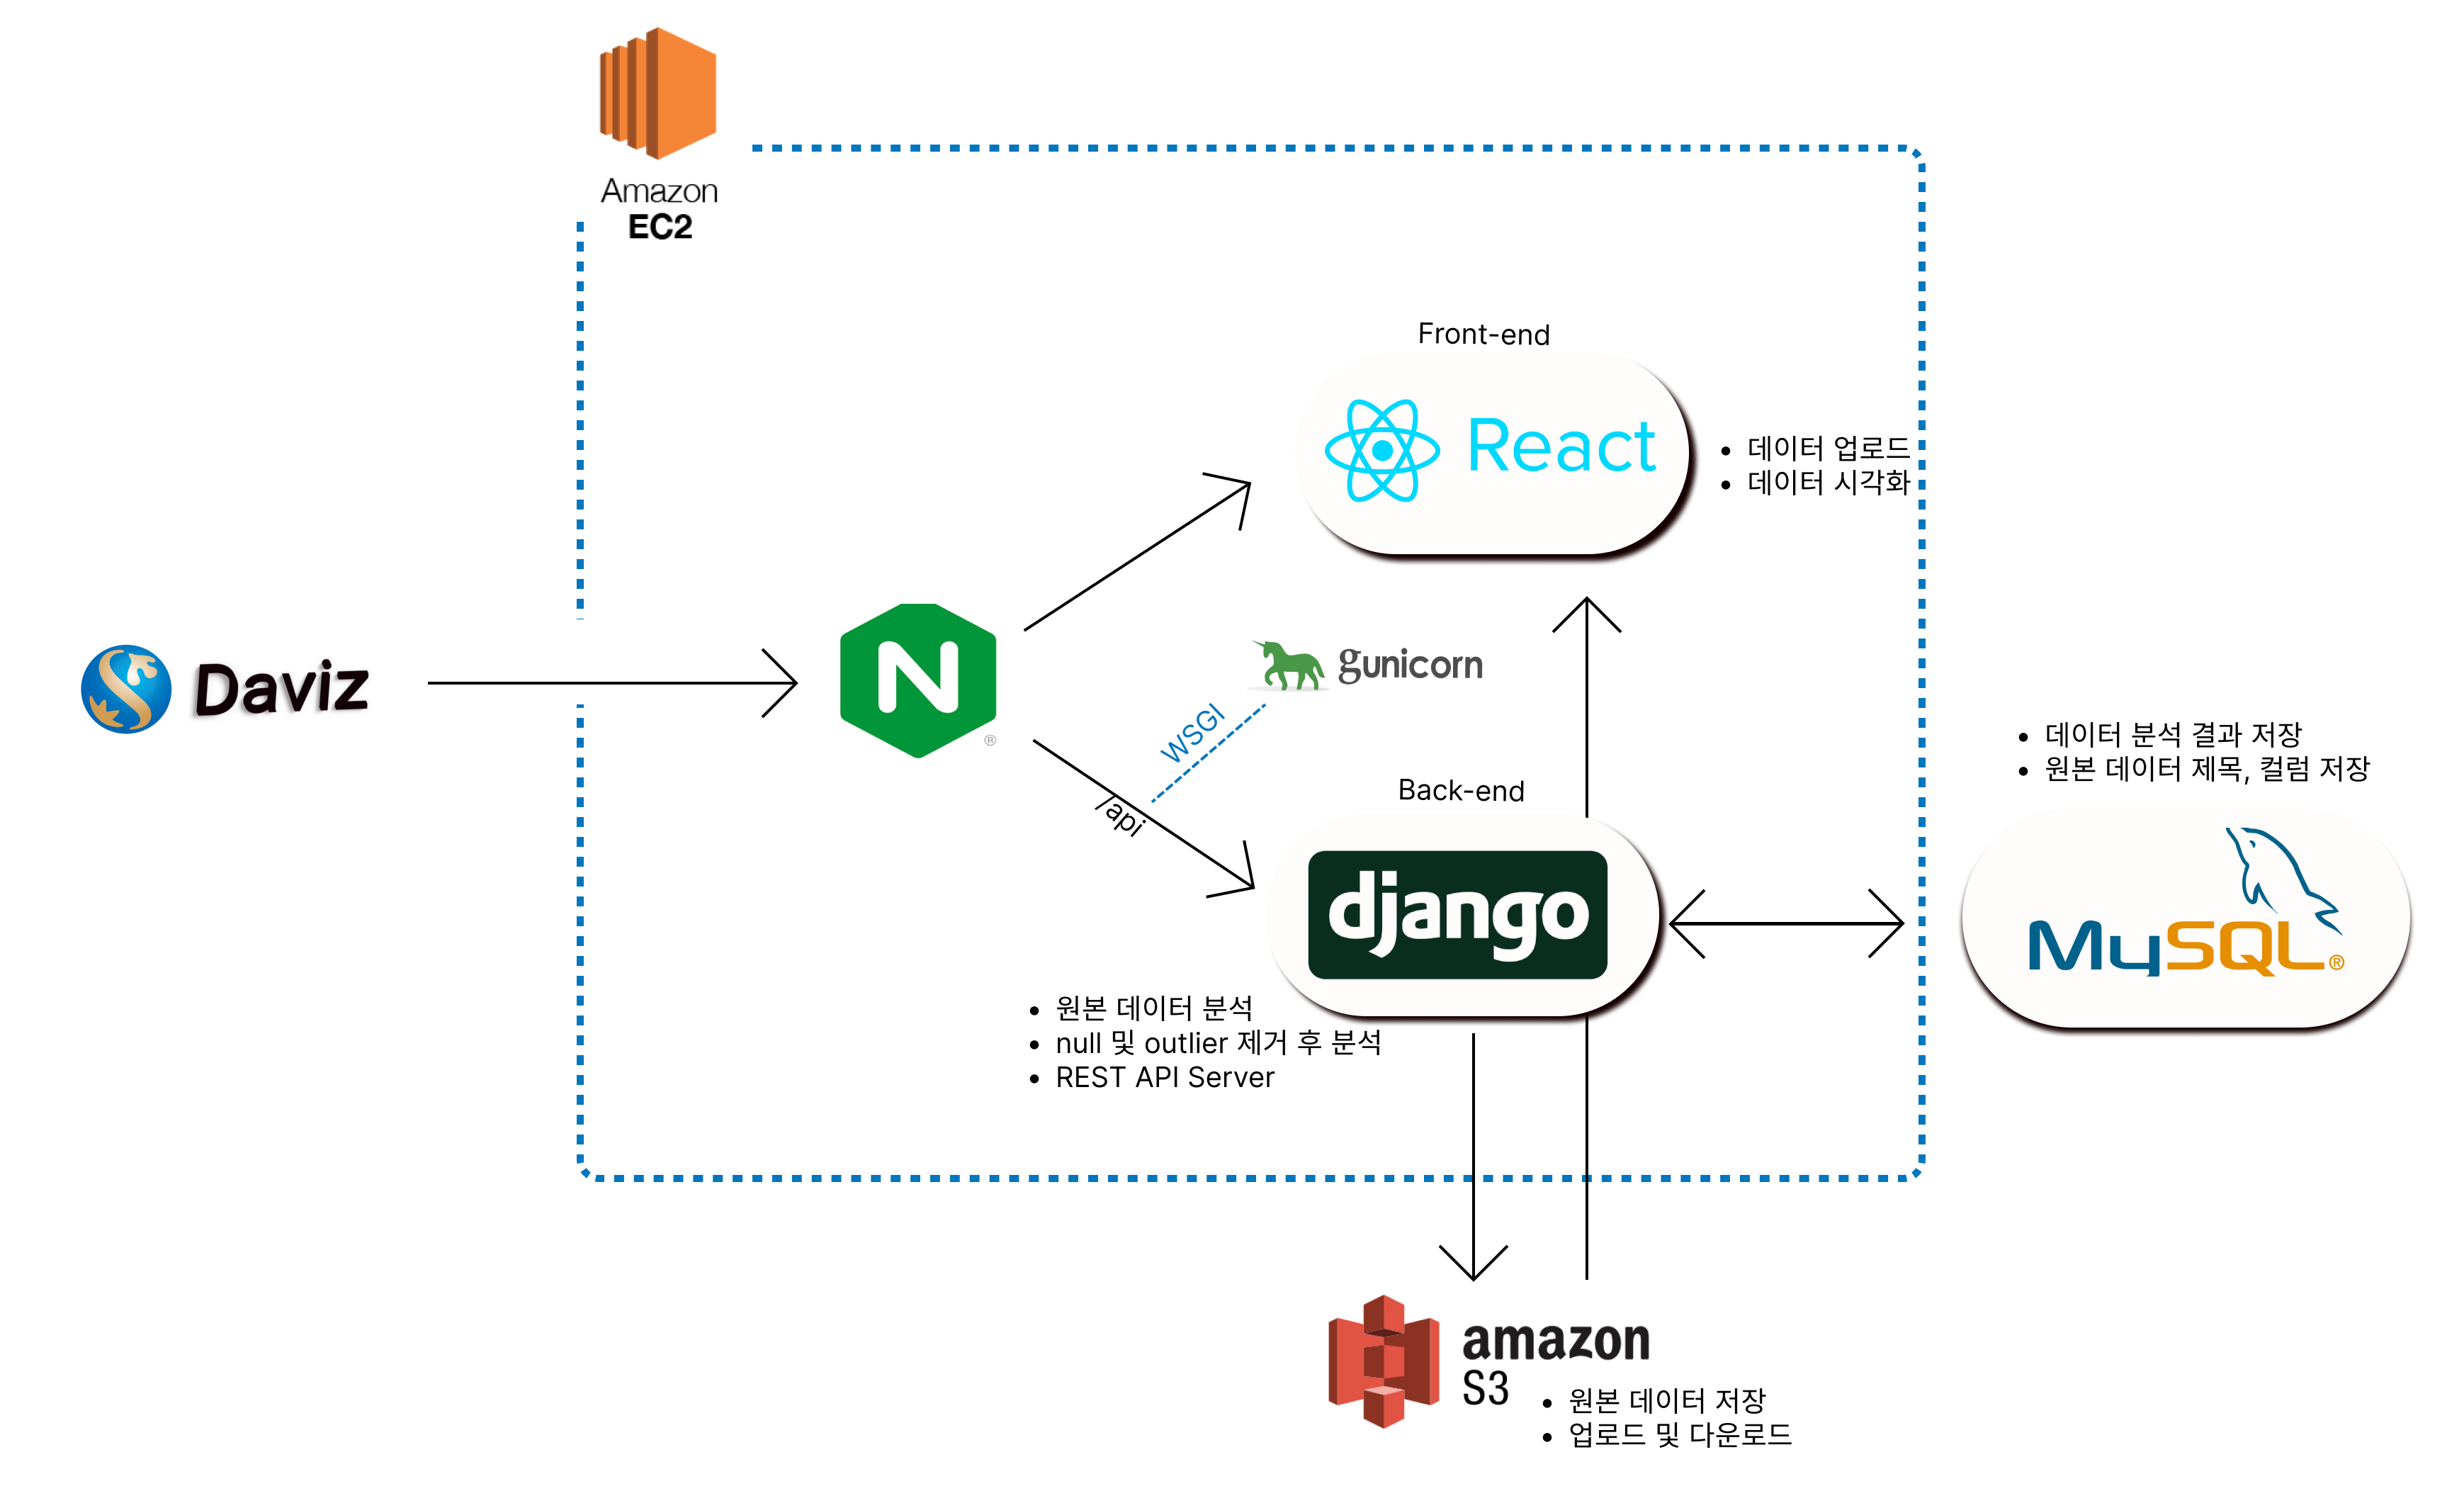 Amazon
EC2
Front-end
React
• 데이터 업로드
• 데이터 시각화
Daviz
N
®
gunicorn
WSGI
/api
Back-end
django
• 원본 데이터 분석
• null 및 outlier 제거 후 분석
• REST API Server
• 데이터 분석 결과 저장
• 원본 데이터 제목, 컬럼 저장
MySQL®
amazon
S3
• 원본 데이터 저장
• 업로드 및 다운로드